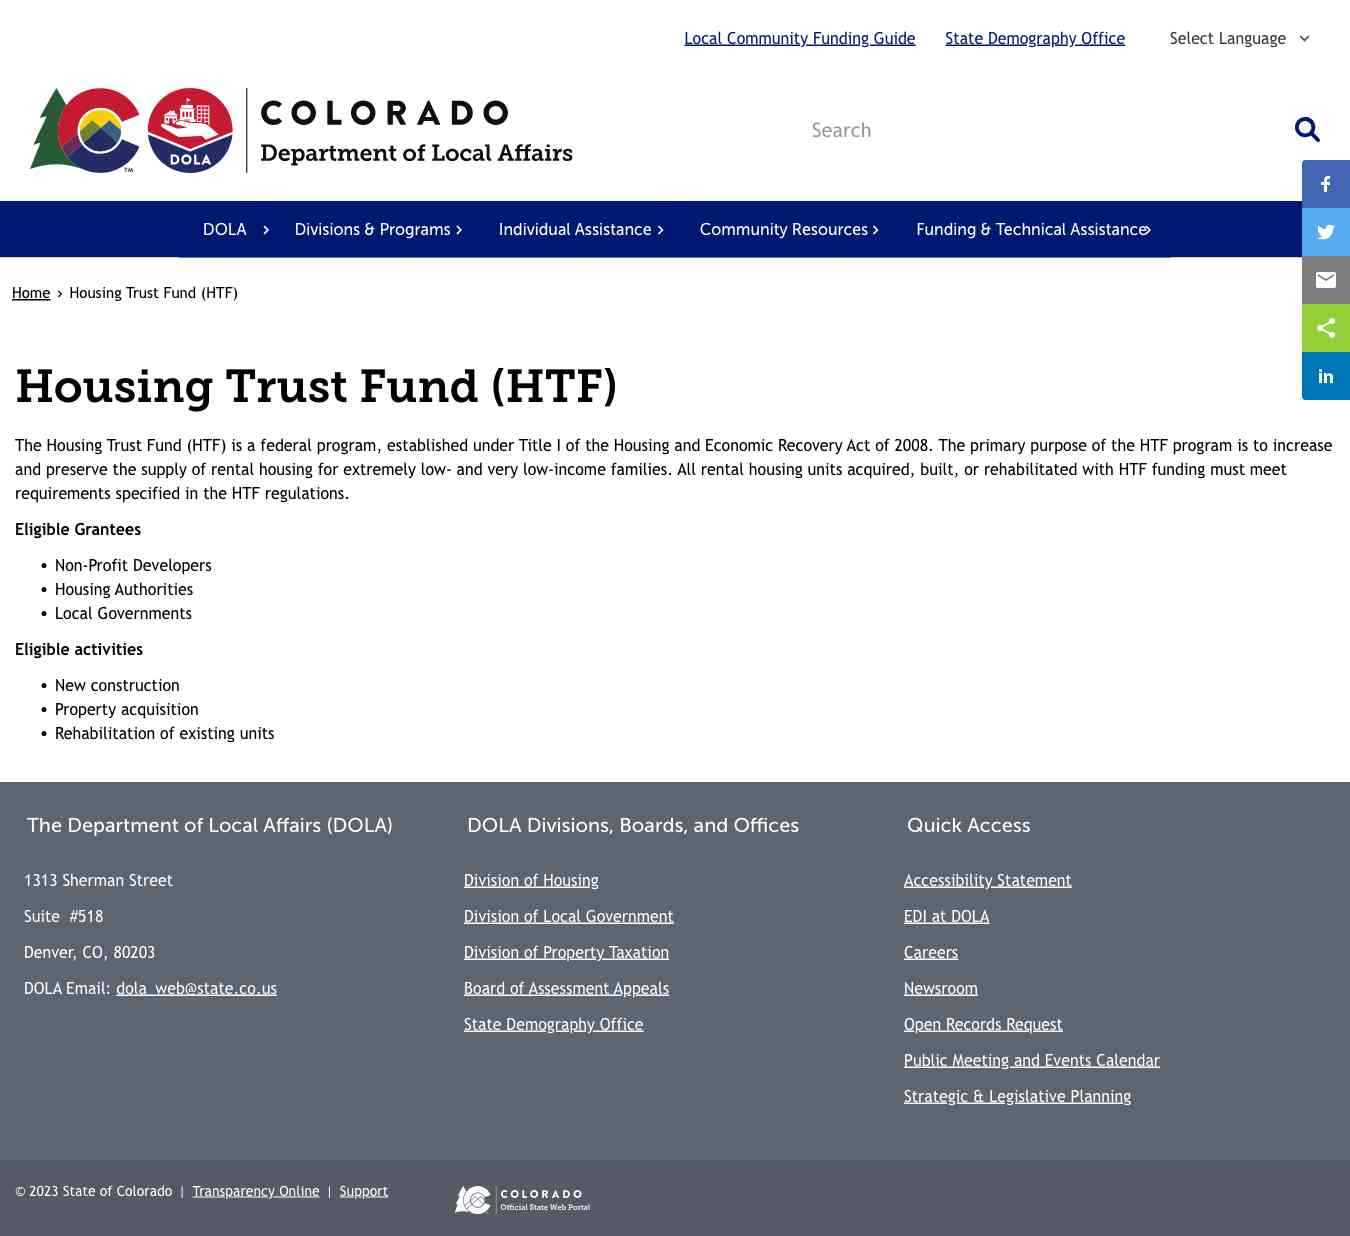 Local Community Funding Guide State Demography Office Select Language
COLORADO
Department of Local Affairs
DOLA
TM
Search
DOLA Divisions & Programs Individual Assistance Community Resources Funding & Technical Assistance
Home › Housing Trust Fund (HTF)
Housing Trust Fund (HTF)
The Housing Trust Fund (HTF) is a federal program, established under Title I of the Housing and Economic Recovery Act of 2008. The primary purpose of the HTF program is to increase
and preserve the supply of rental housing for extremely low- and very low-income families. All rental housing units acquired, built, or rehabilitated with HTF funding must meet
requirements specified in the HTF regulations.
Eligible Grantees
• Non-Profit Developers
• Housing Authorities
• Local Governments
Eligible activities
• New construction
• Property acquisition
• Rehabilitation of existing units
The Department of Local Affairs (DOLA)
1313 Sherman Street
Suite #518
Denver, CO, 80203
DOLA Email: dola_web@state.co.us
DOLA Divisions, Boards, and Offices
Division of Housing
Division of Local Government
Division of Property Taxation
Board of Assessment Appeals
State Demography Office
Quick Access
Accessibility Statement
EDI at DOLA
Careers
Newsroom
Open Records Request
Public Meeting and Events Calendar
Strategic & Legislative Planning
© 2023 State of Colorado | Transparency Online | Support
COLORADO
Official State Web Portal